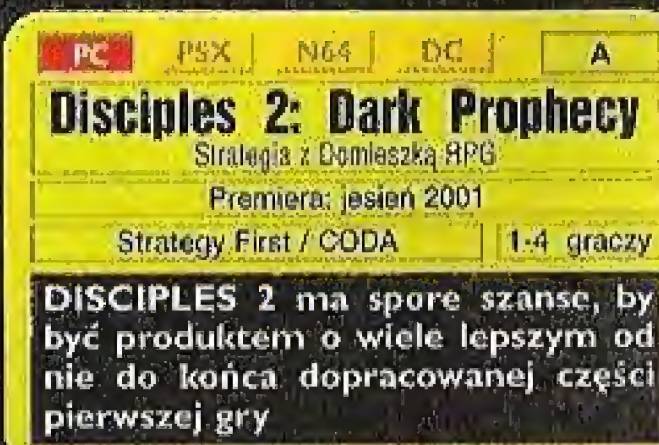 PC PSX N64 DC A
Disciples 2: Dark Prophecy
Strategia z Domieszką RPG
Premiera: jesień 2001
Strategy First / CODA 1-4 graczy
DISCIPLES 2 ma spore szanse, by
być produktem o wiele lepszym od
nie do końca dopracowanej części
pierwszej gry